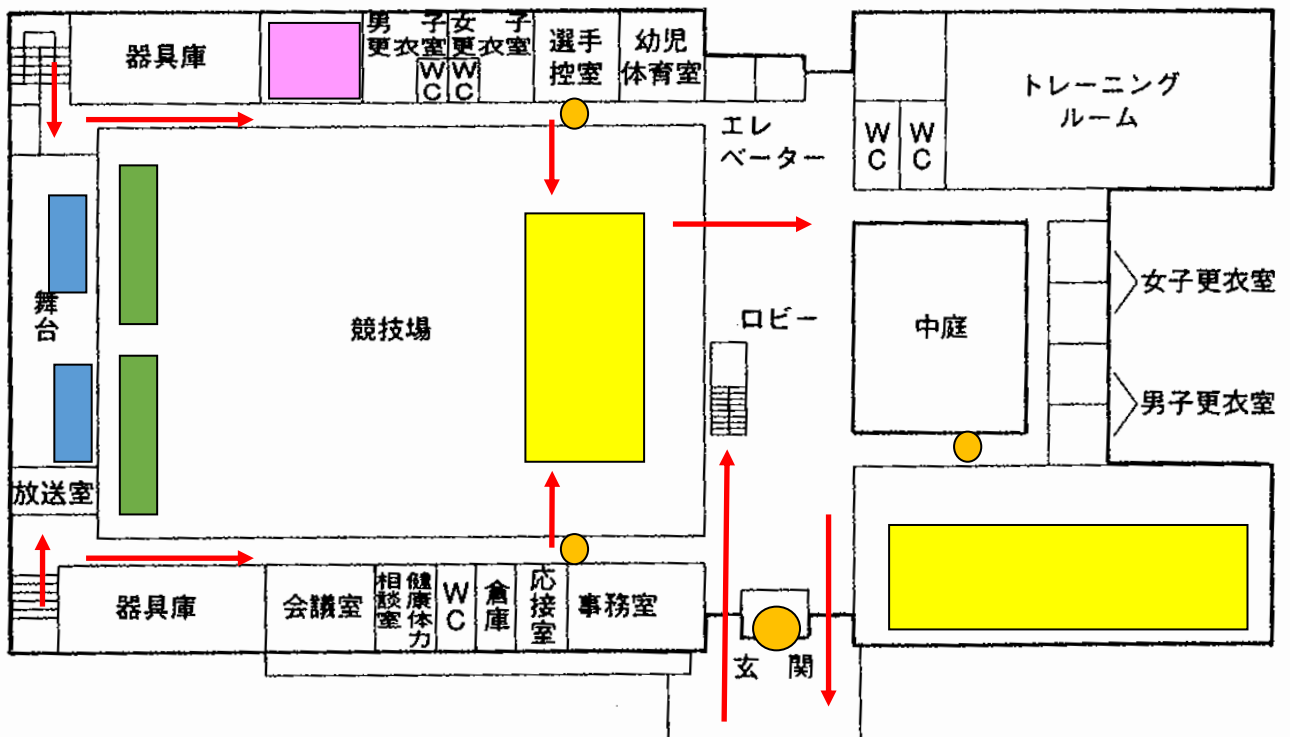 器具庫
男子
更衣室
WC
女子
更衣室
WC
選手
控室
幼児
体育室
エレ
ベーター
WC
WC
トレーニング
ルーム
舞台
競技場
ロビー
中庭
女子更衣室
男子更衣室
放送室
器具庫
会議室
健康体力
相談室
WC
倉庫
応接室
事務室
玄関